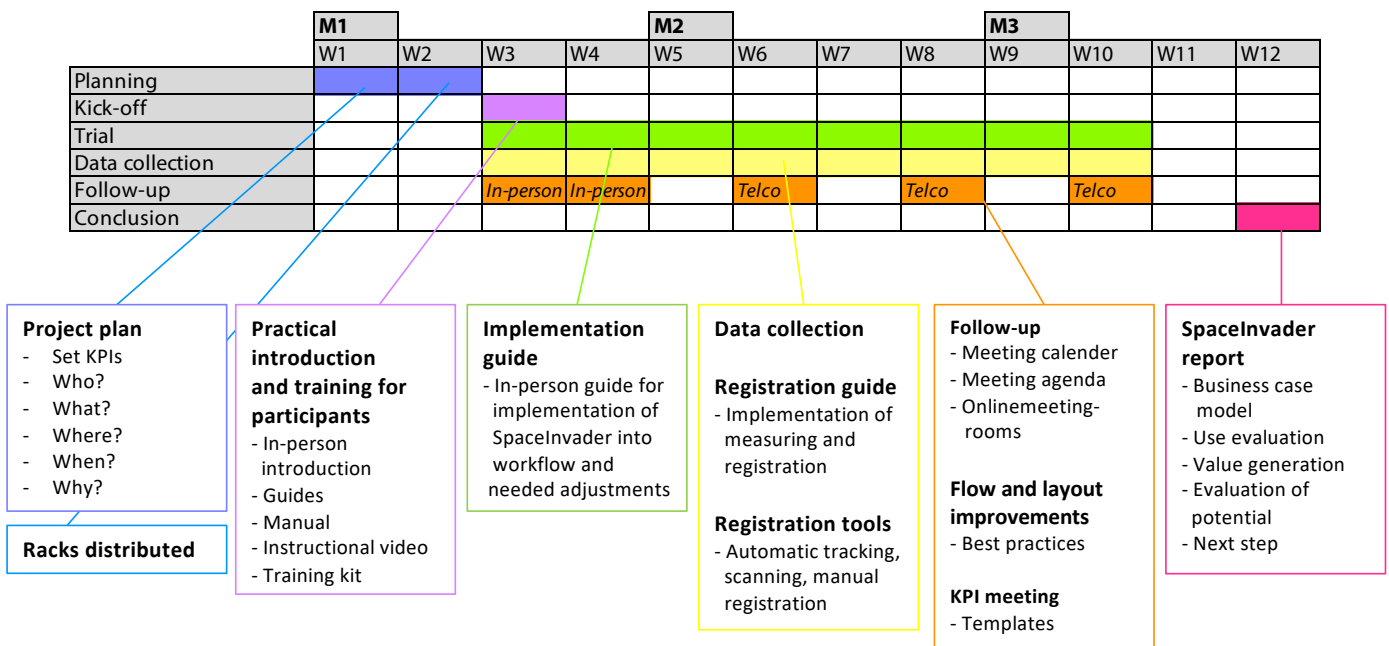 M1 M2 M3
W1 W2 W3 W4 W5 W6 W7 W8 W9 W10 W11 W12
Planning
Kick-off
Trial
Data collection
Follow-up In-person In-person Telco Telco Telco
Conclusion
Project plan
- Set KPIs
- Who?
- What?
- Where?
- When?
- Why?
Racks distributed
Practical
introduction
and training for
participants
- In-person
introduction
- Guides
- Manual
- Instructional video
- Training kit
Implementation
guide
- In-person guide for
implementation of
SpaceInvader into
workflow and
needed adjustments
Data collection
Registration guide
- Implementation of
measuring and
registration
Registration tools
- Automatic tracking,
scanning, manual
registration
Follow-up
- Meeting calender
- Meeting agenda
- Onlinemeeting-
rooms
Flow and layout
improvements
- Best practices
KPI meeting
- Templates
SpaceInvader
report
- Business case
model
- Use evaluation
- Value generation
- Evaluation of
potential
- Next step